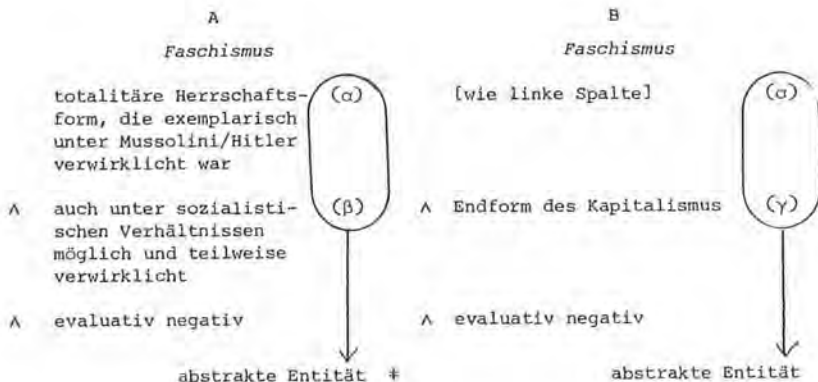 A
Faschismus
totalitäre Herrschafts-
form, die exemplarisch
unter Mussolini/Hitler
verwirklicht war
(α)
∧ auch unter sozialisti-
schen Verhältnissen
möglich und teilweise
verwirklicht
(β)
∧ evaluativ negativ
abstrakte Entität ≠
B
Faschismus
[wie linke Spalte]
(α)
∧ Endform des Kapitalismus
(γ)
∧ evaluativ negativ
abstrakte Entität